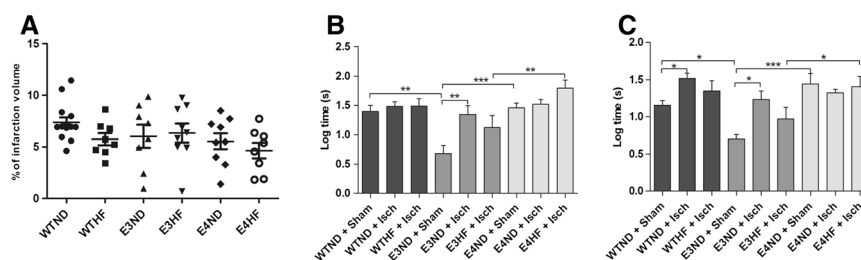 A
% of infarction volume
15
10
5
0
WTND
WTHF
E3ND
E3HF
E4ND
E4HF
B
Log time (s)
2.5
2.0
1.5
1.0
0.5
0.0
**
***
**
**
WTND + Sham
WTND + Isch
WTHF + Isch
E3ND + Sham
E3ND + Isch
E3HF + Isch
E4ND + Sham
E4ND + Isch
E4HF + Isch
C
Log time (s)
2.0
1.5
1.0
0.5
0.0
*
*
***
*
*
WTND + Sham
WTND + Isch
WTHF + Isch
E3ND + Sham
E3ND + Isch
E3HF + Isch
E4ND + Sham
E4ND + Isch
E4HF + Isch